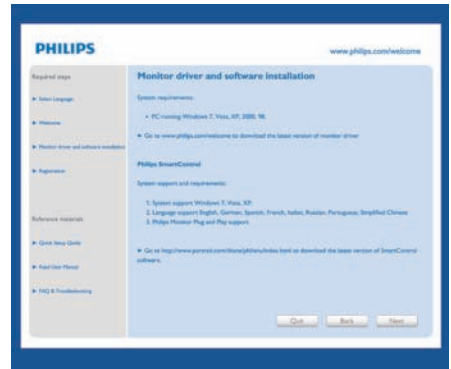 PHILIPS
www.philips.com/welcome
Required steps
Select Language
Welcome
Monitor driver and software installation
Registration
Reference materials
Quick Setup Guide
Read User Manual
FAQ & Troubleshooting
Monitor driver and software installation
System requirements:
• PC running Windows 7, Vista, XP, 2000, 98.
Go to www.philips.com/welcome to download the latest version of monitor driver
Philips SmartControl
System support and requirements:
1. System support Windows 7, Vista, XP.
2. Language support English, German, Spanish, French, Italian, Russian, Portuguese, Simplified Chinese
3. Philips Monitor Plug and Play support
Go to to download the latest version of SmartControl
software.
Quit
Back
Next